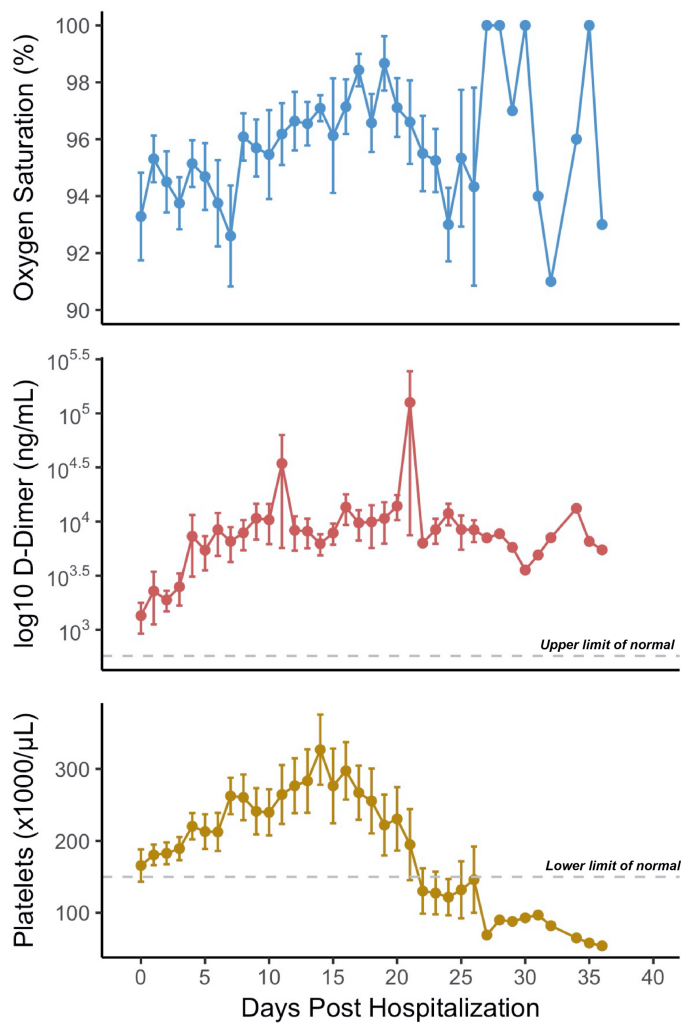 Oxygen Saturation (%)
100
98
96
94
92
90
log10 D-Dimer (ng/mL)
10^5.5
10^5
10^4.5
10^4
10^3.5
10^3
Upper limit of normal
Platelets (x1000/µL)
300
200
100
Lower limit of normal
0 5 10 15 20 25 30 35 40
Days Post Hospitalization